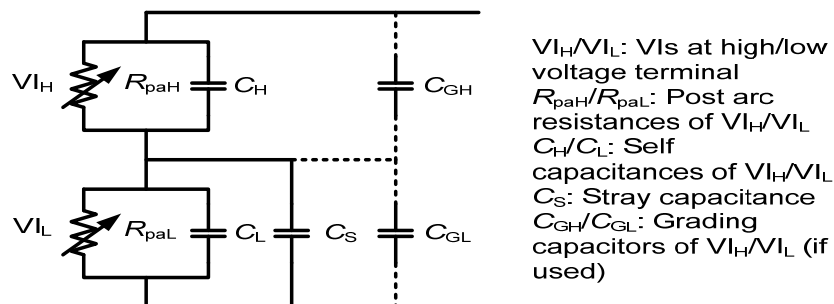 VI_H R_paH C_H C_GH
VI_L R_paL C_L C_S C_GL
VI_H/VI_L: VIs at high/low
voltage terminal
R_paH/R_paL: Post arc
resistances of VI_H/VI_L
C_H/C_L: Self
capacitances of VI_H/VI_L
C_S: Stray capacitance
C_GH/C_GL: Grading
capacitors of VI_H/VI_L (if
used)